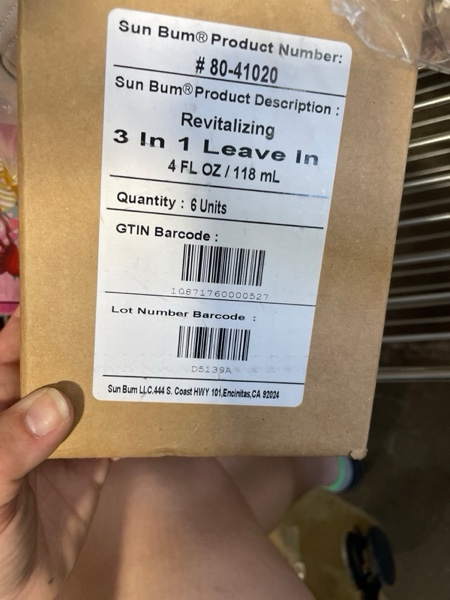 Sun Bum® Product Number:
# 80-41020
Sun Bum® Product Description :
Revitalizing
3 In 1 Leave In
4 FL OZ / 118 mL
Quantity : 6 Units
GTIN Barcode :
IQ871760000527
Lot Number Barcode :
D5139A
Sun Bum LLC.444 S. Coast HWY 101,Encinitas,CA 92024